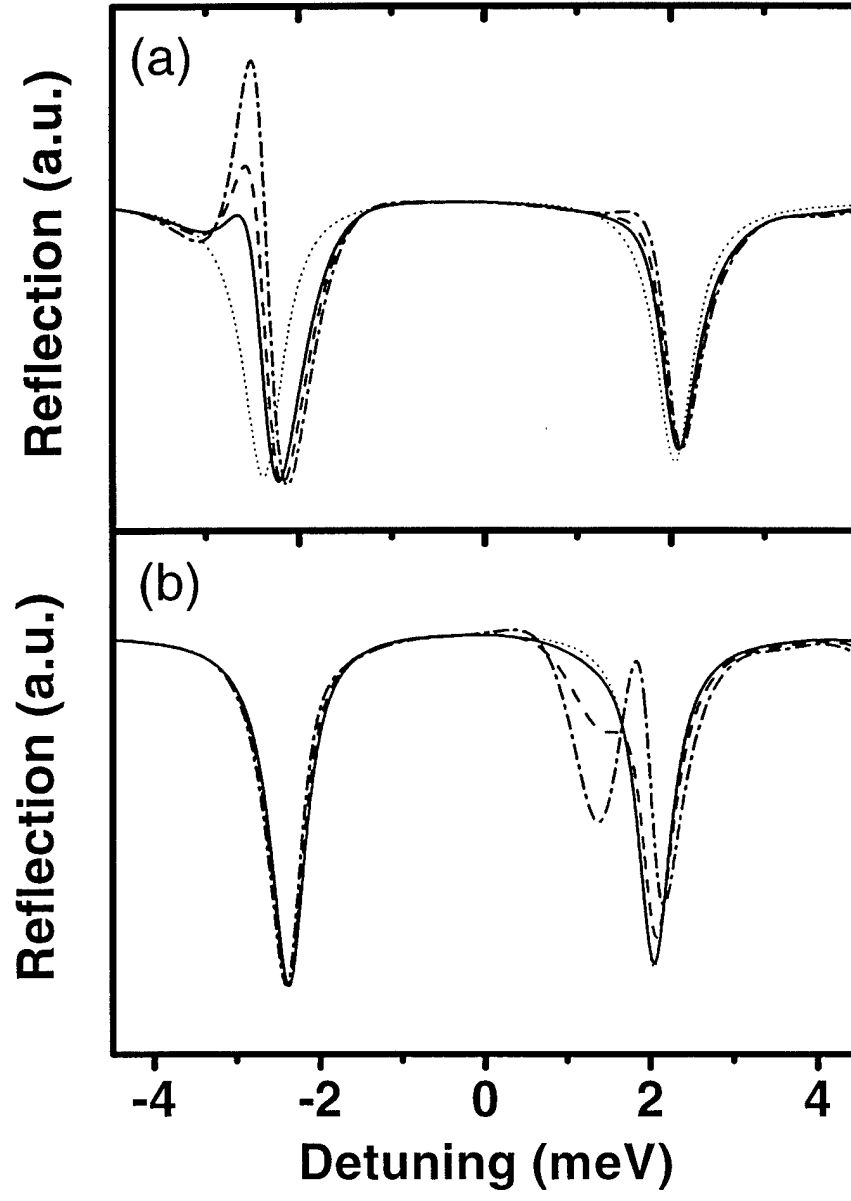 (a)
Reflection (a.u.)
(b)
Reflection (a.u.)
-4 -2 0 2 4
Detuning (meV)